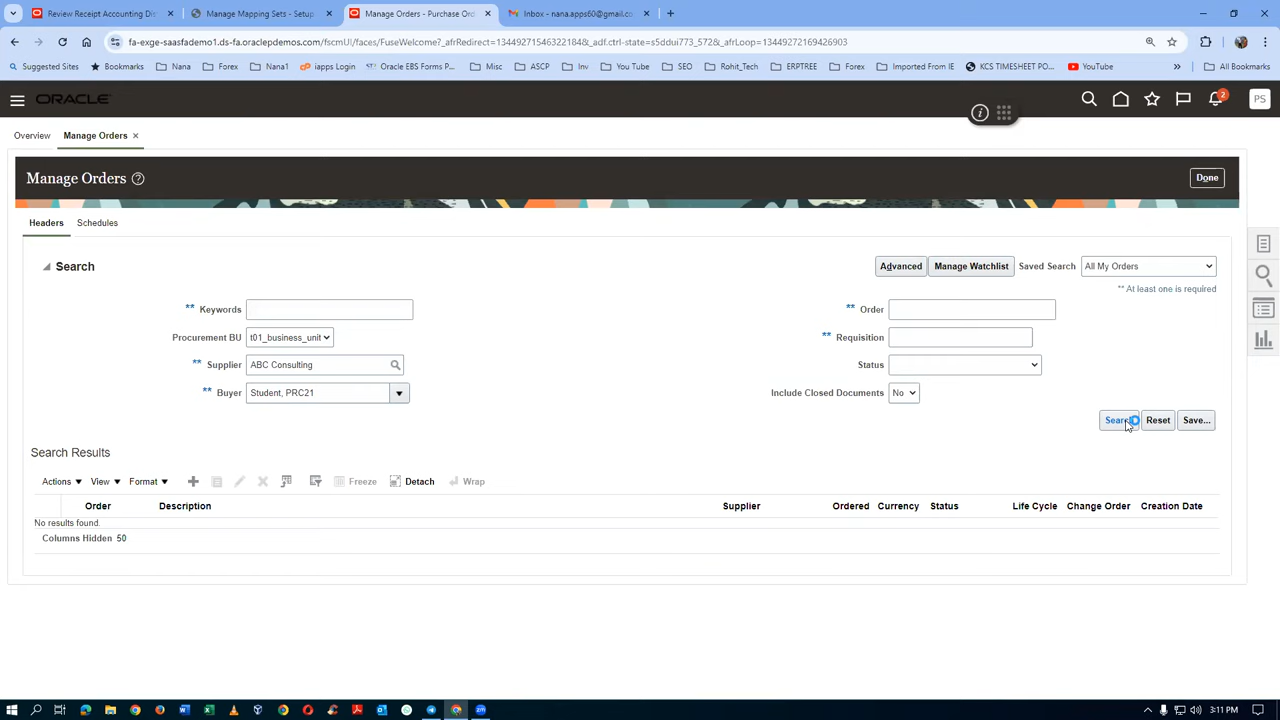 Review Receipt Accounting Dis
Manage Mapping Sets - Setup
Manage Orders - Purchase Ord
Inbox - nana.apps60@gmail.co
fa-exge-saasfademo1.ds-fa.oraclepdemos.com/fscmUI/faces/FuseWelcome?_afrRedirect=13449271546322184&_adf.ctrl-state=s5ddui773_572&_afrLoop=13449272169426903
Suggested Sites Bookmarks Nana Forex Nana1 iapps Login Oracle EBS Forms P... Misc ASCP Inv You Tube SEO Rohit_Tech ERPTREE Forex Imported From IE KCS TIMESHEET PO... YouTube » All Bookmarks
ORACLE 2 PS
Overview Manage Orders ×
Manage Orders ? Done
Headers Schedules
Search Advanced Manage Watchlist Saved Search All My Orders
** At least one is required
** Keywords ** Order
Procurement BU t01_business_unit ** Requisition
** Supplier ABC Consulting Status
** Buyer Student, PRC21 Include Closed Documents No
Search Reset Save...
Search Results
Actions View Format Freeze Detach Wrap
Order Description Supplier Ordered Currency Status Life Cycle Change Order Creation Date
No results found.
Columns Hidden 50
3:11 PM